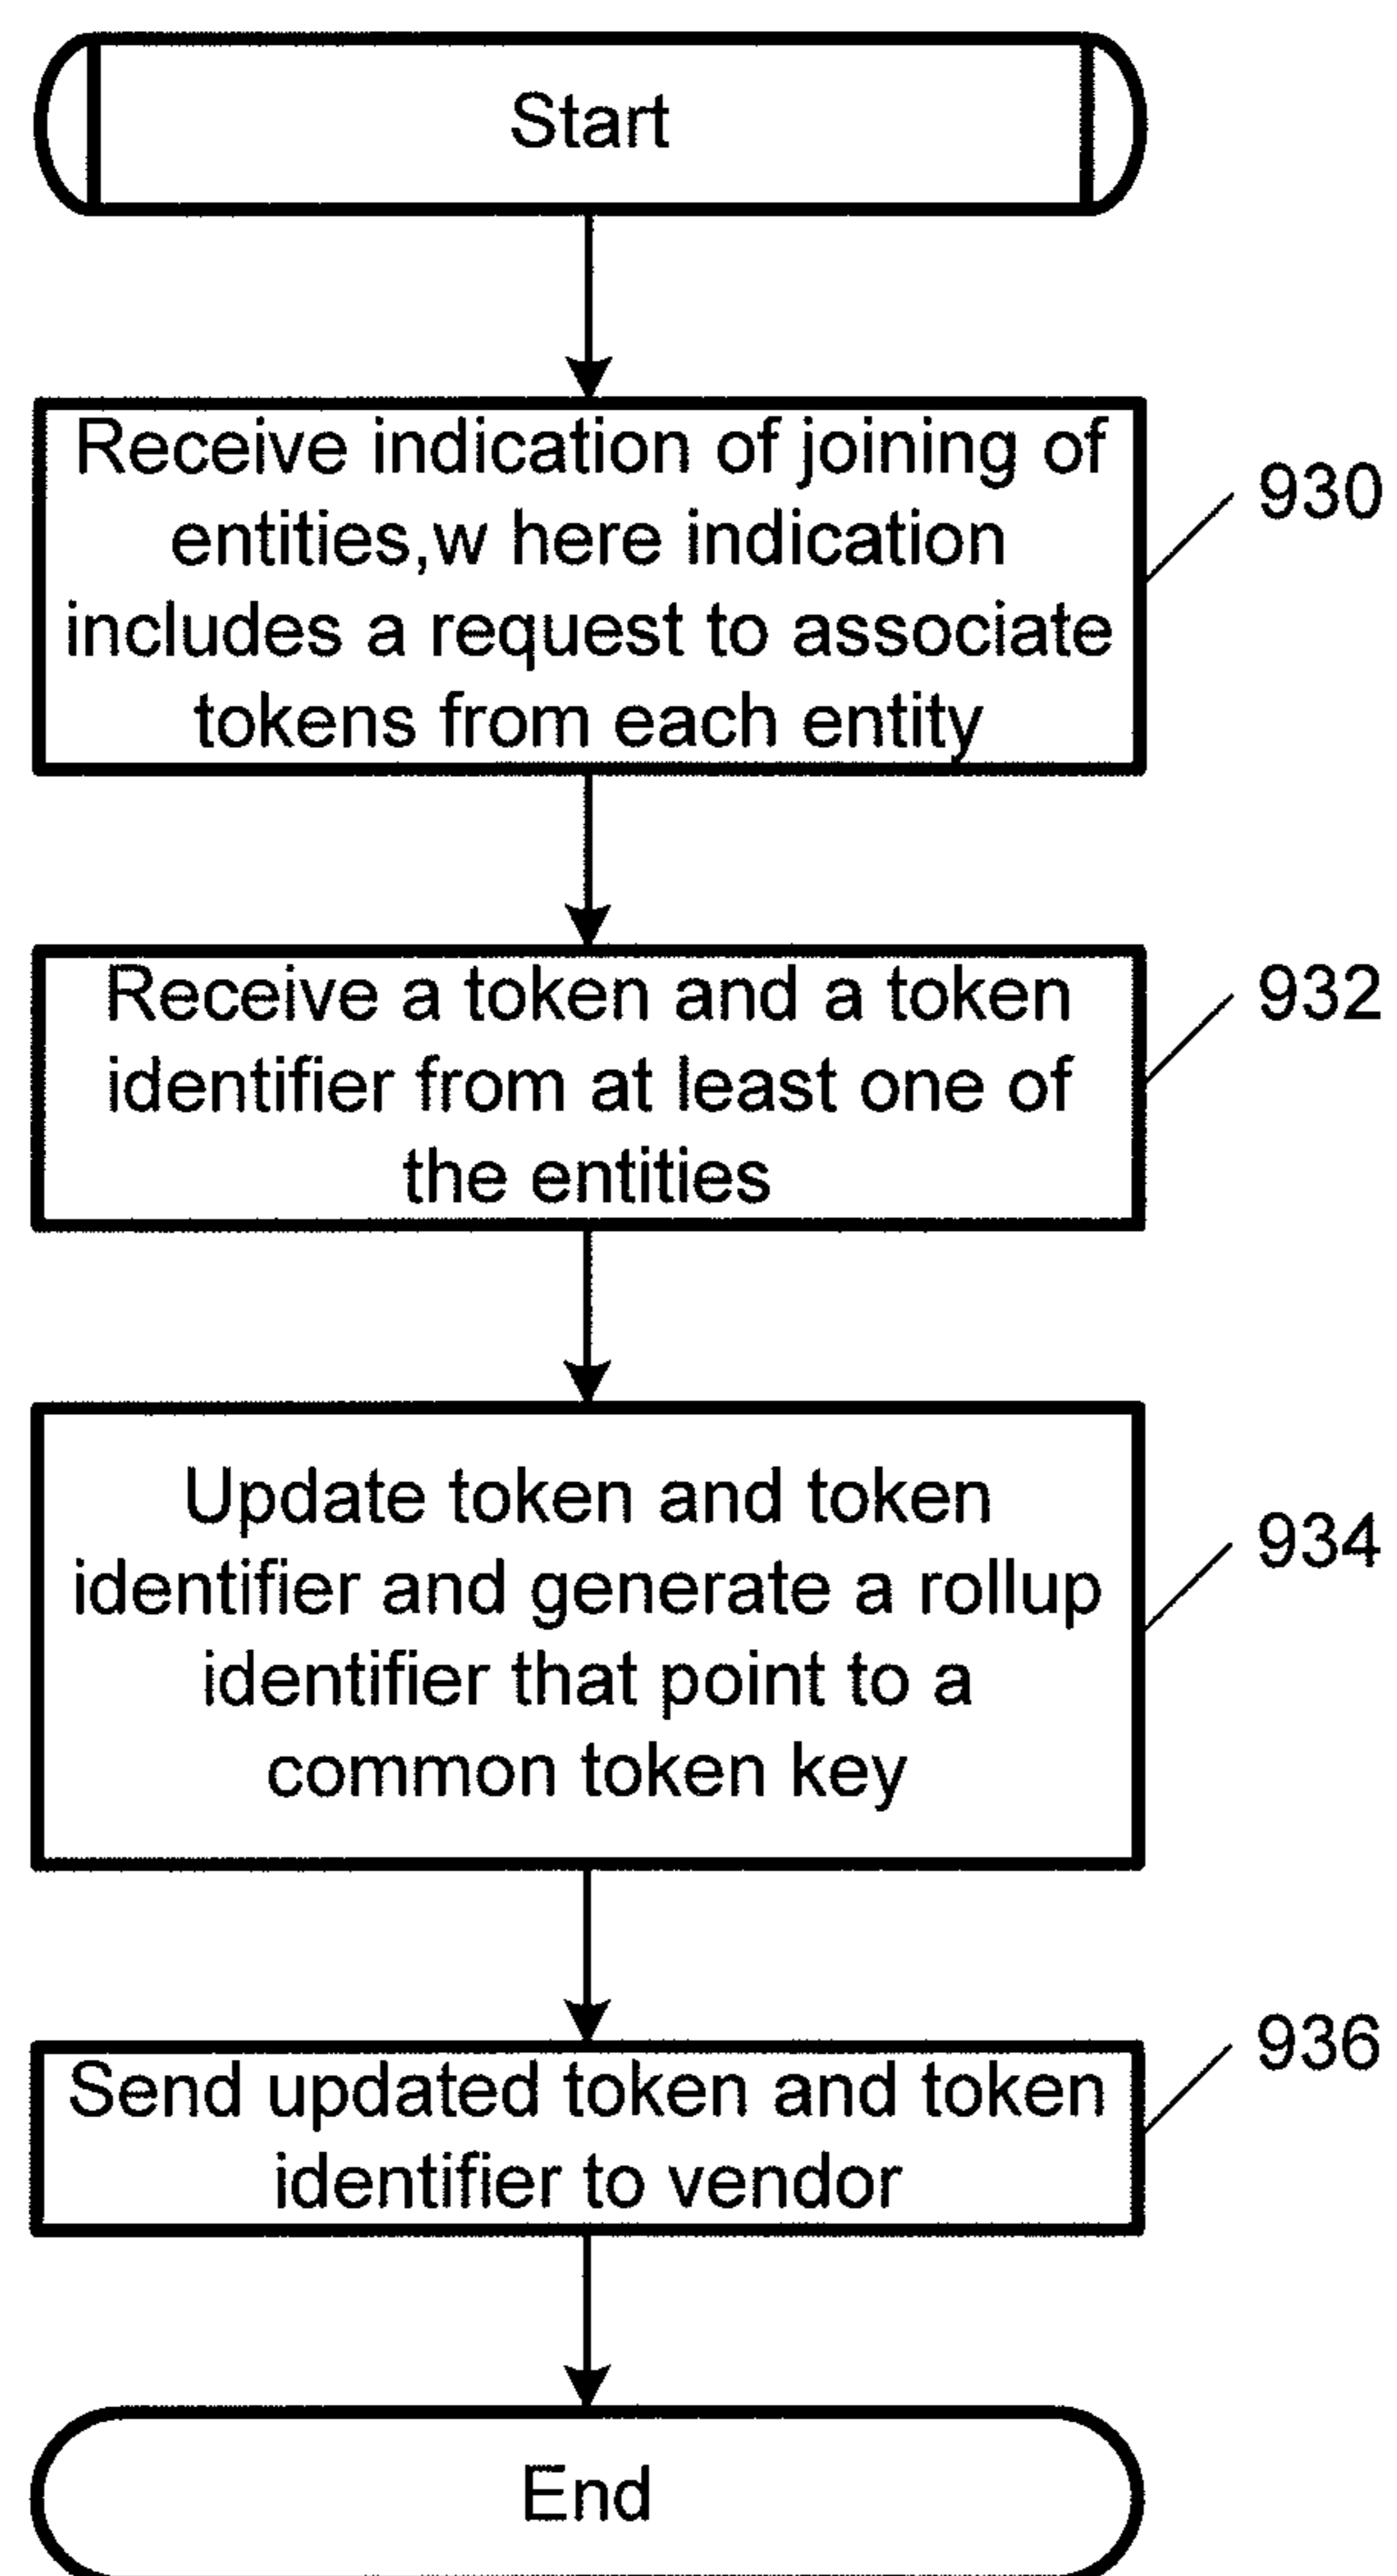 Start
Receive indication of joining of
entities,w here indication
includes a request to associate
tokens from each entity
930
Receive a token and a token
identifier from at least one of
the entities
932
Update token and token
identifier and generate a rollup
identifier that point to a
common token key
934
Send updated token and token
identifier to vendor
936
End